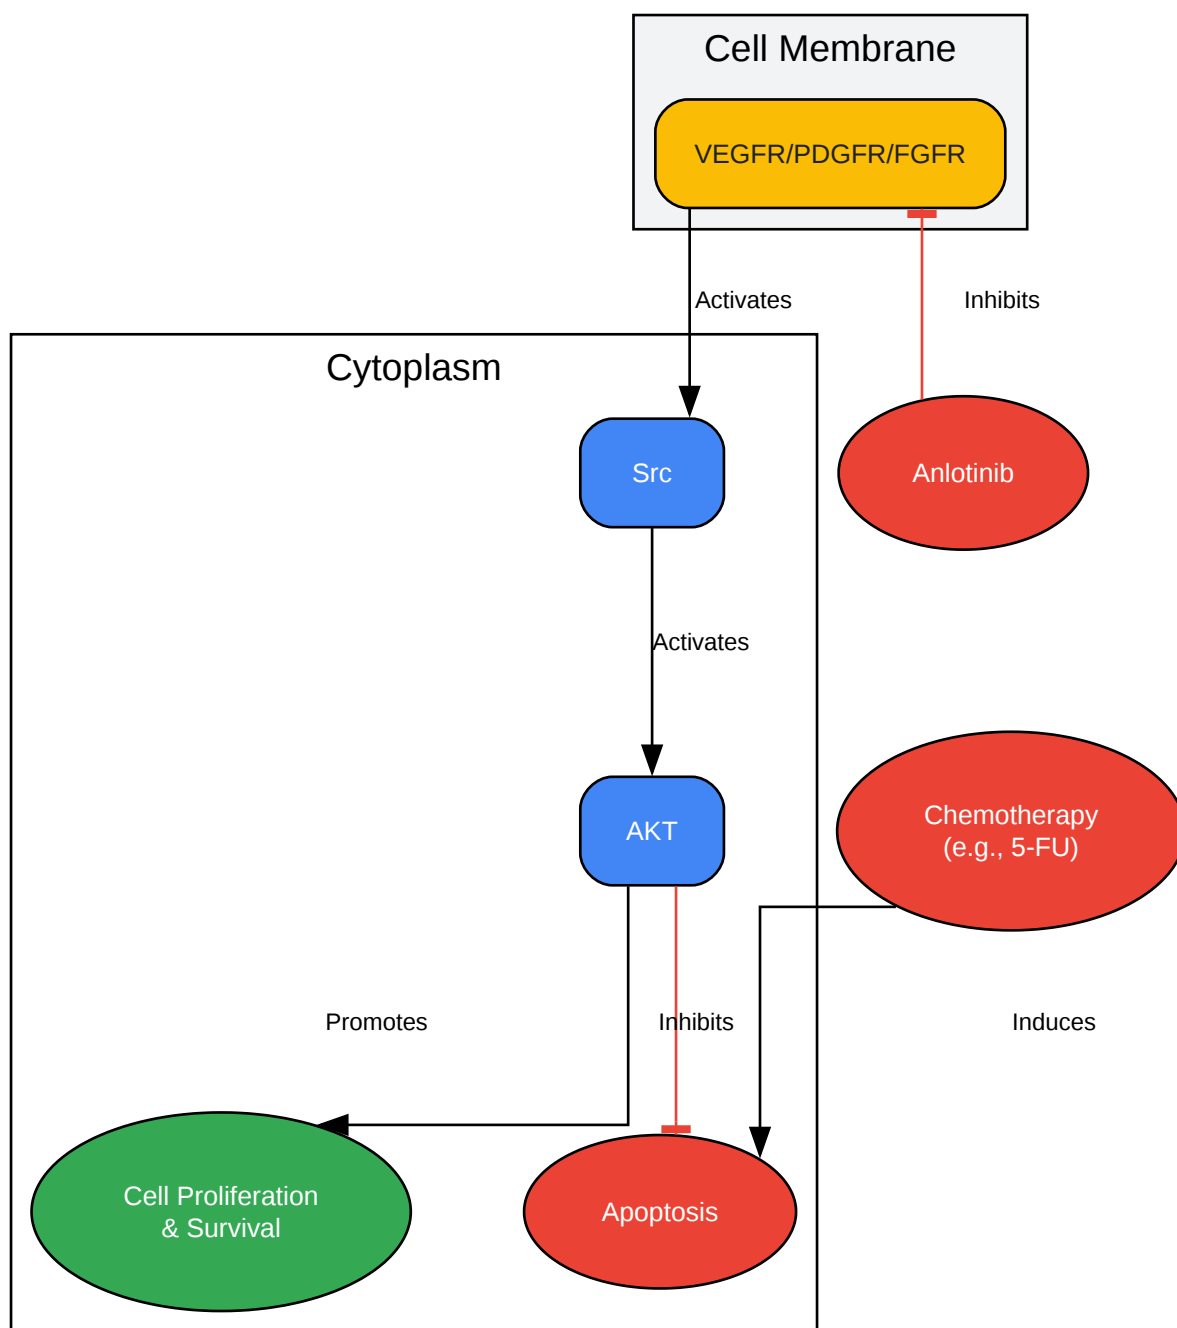 Cell Membrane
VEGFR/PDGFR/FGFR
Activates
Inhibits
Cytoplasm
Src
Anlotinib
Activates
AKT
Chemotherapy
(e.g., 5-FU)
Promotes
Inhibits
Induces
Cell Proliferation
& Survival
Apoptosis